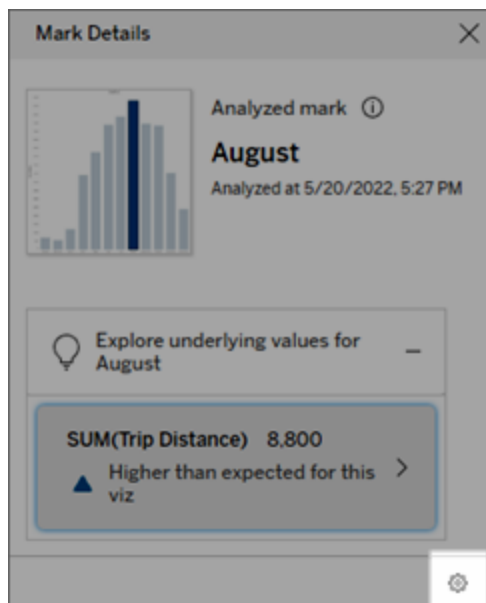 Mark Details
Analyzed mark
August
Analyzed at 5/20/2022, 5:27 PM
Explore underlying values for
August
SUM(Trip Distance) 8,800
Higher than expected for this
viz